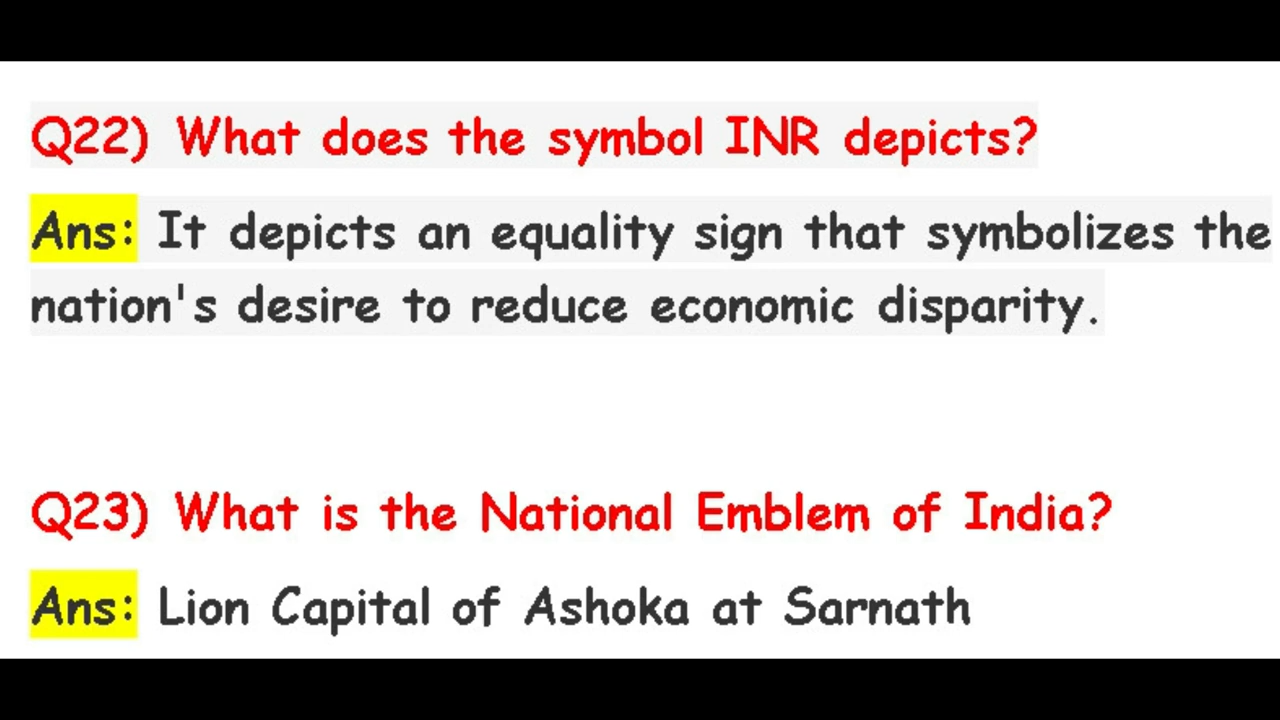 Q22) What does the symbol INR depicts?
Ans: It depicts an equality sign that symbolizes the
nation's desire to reduce economic disparity.
Q23) What is the National Emblem of India?
Ans: Lion Capital of Ashoka at Sarnath